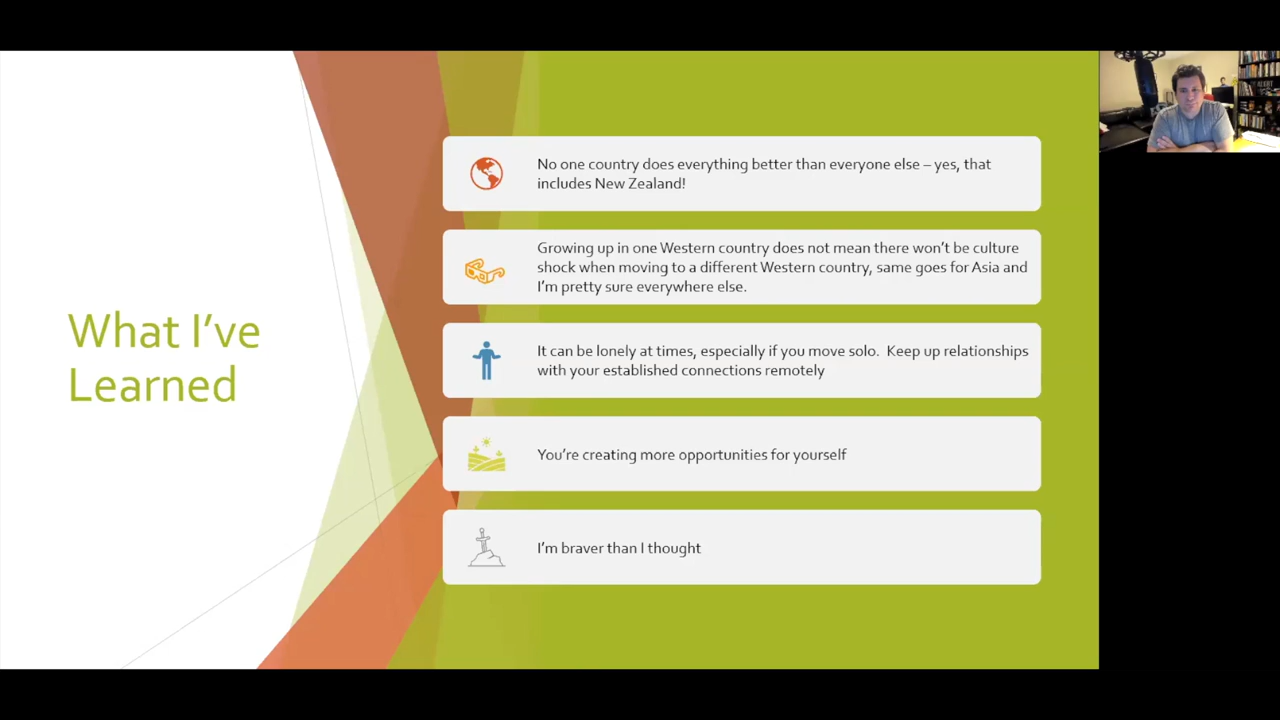 What I've
Learned
No one country does everything better than everyone else – yes, that
includes New Zealand!
Growing up in one Western country does not mean there won't be culture
shock when moving to a different Western country, same goes for Asia and
I'm pretty sure everywhere else.
It can be lonely at times, especially if you move solo.  Keep up relationships
with your established connections remotely
You're creating more opportunities for yourself
I'm braver than I thought